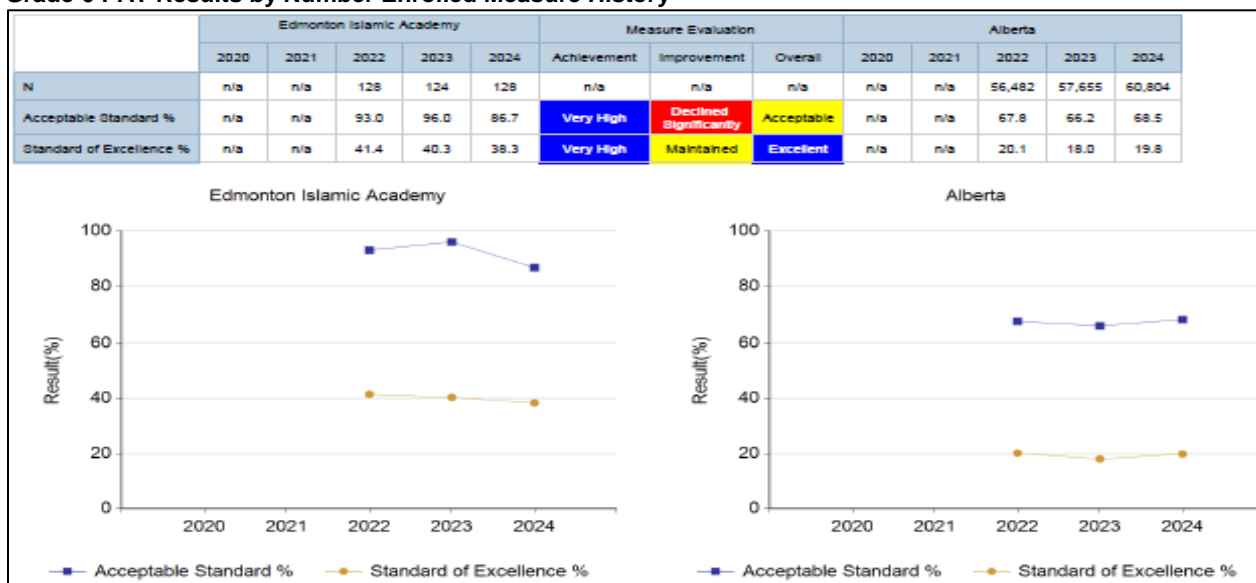 Edmonton Islamic Academy Measure Evaluation Alberta
2020 2021 2022 2023 2024 Achievement Improvement Overall 2020 2021 2022 2023 2024
N n/a n/a 128 124 128 n/a n/a n/a n/a n/a 56,482 57,655 60,804
Acceptable Standard % n/a n/a 93.0 96.0 86.7 Very High Declined Significantly Acceptable n/a n/a 67.8 66.2 68.5
Standard of Excellence % n/a n/a 41.4 40.3 38.3 Very High Maintained Excellent n/a n/a 20.1 18.0 19.8
Edmonton Islamic Academy
Result(%)
100
80
60
40
20
0
2020 2021 2022 2023 2024
Acceptable Standard % Standard of Excellence %
Alberta
Result(%)
100
80
60
40
20
0
2020 2021 2022 2023 2024
Acceptable Standard % Standard of Excellence %